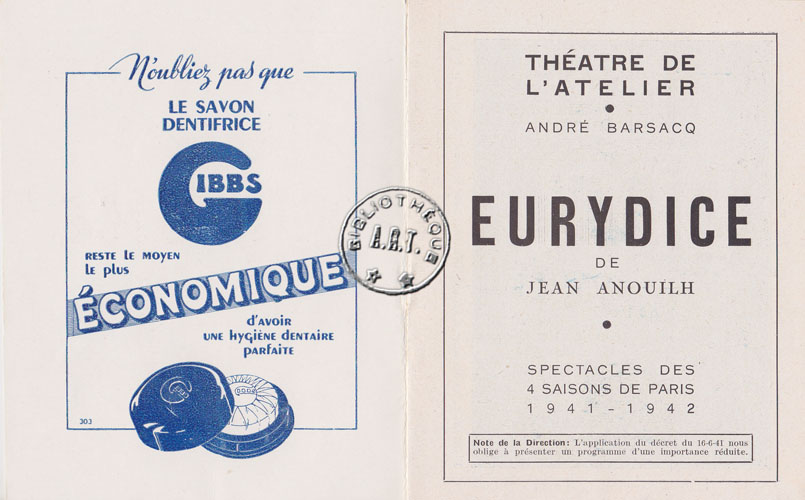 N'oubliez pas que
LE SAVON
DENTIFRICE
GIBBS
RESTE LE MOYEN
LE PLUS
ÉCONOMIQUE
d'AVOIR
UNE HYGIÈNE DENTAIRE
PARFAITE
303
BIBLIOTHÈQUE
A.R.T.
THÉATRE DE
L'ATELIER
ANDRÉ BARSACQ
EURYDICE
DE
JEAN ANOUILH
SPECTACLES DES
4 SAISONS DE PARIS
1941-1942
Note de la Direction: L'application du décret du 16-6-41 nous
oblige à présenter un programme d'une importance réduite.